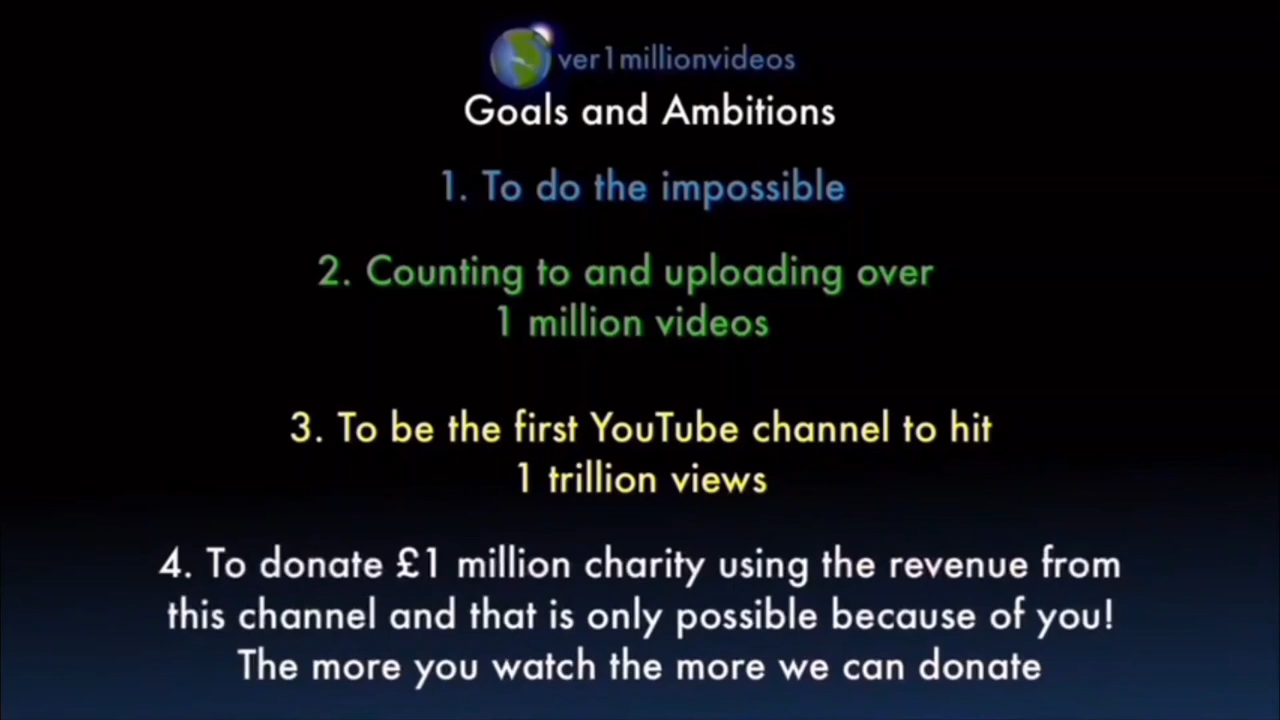 Over1millionvideos
Goals and Ambitions
1. To do the impossible
2. Counting to and uploading over
1 million videos
3. To be the first YouTube channel to hit
1 trillion views
4. To donate £1 million charity using the revenue from
this channel and that is only possible because of you!
The more you watch the more we can donate